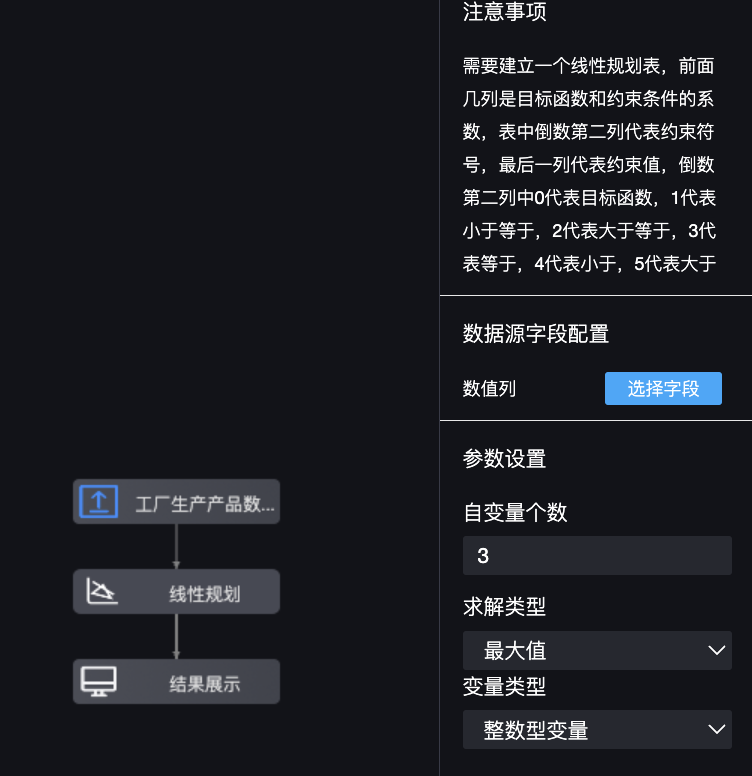 注意事项
需要建立一个线性规划表，前面
几列是目标函数和约束条件的系
数，表中倒数第二列代表约束符
号，最后一列代表约束值，倒数
第二列中0代表目标函数，1代表
小于等于，2代表大于等于，3代
表等于，4代表小于，5代表大于
数据源字段配置
数值列
选择字段
参数设置
自变量个数
3
求解类型
最大值
变量类型
整数型变量
工厂生产产品数...
线性规划
结果展示